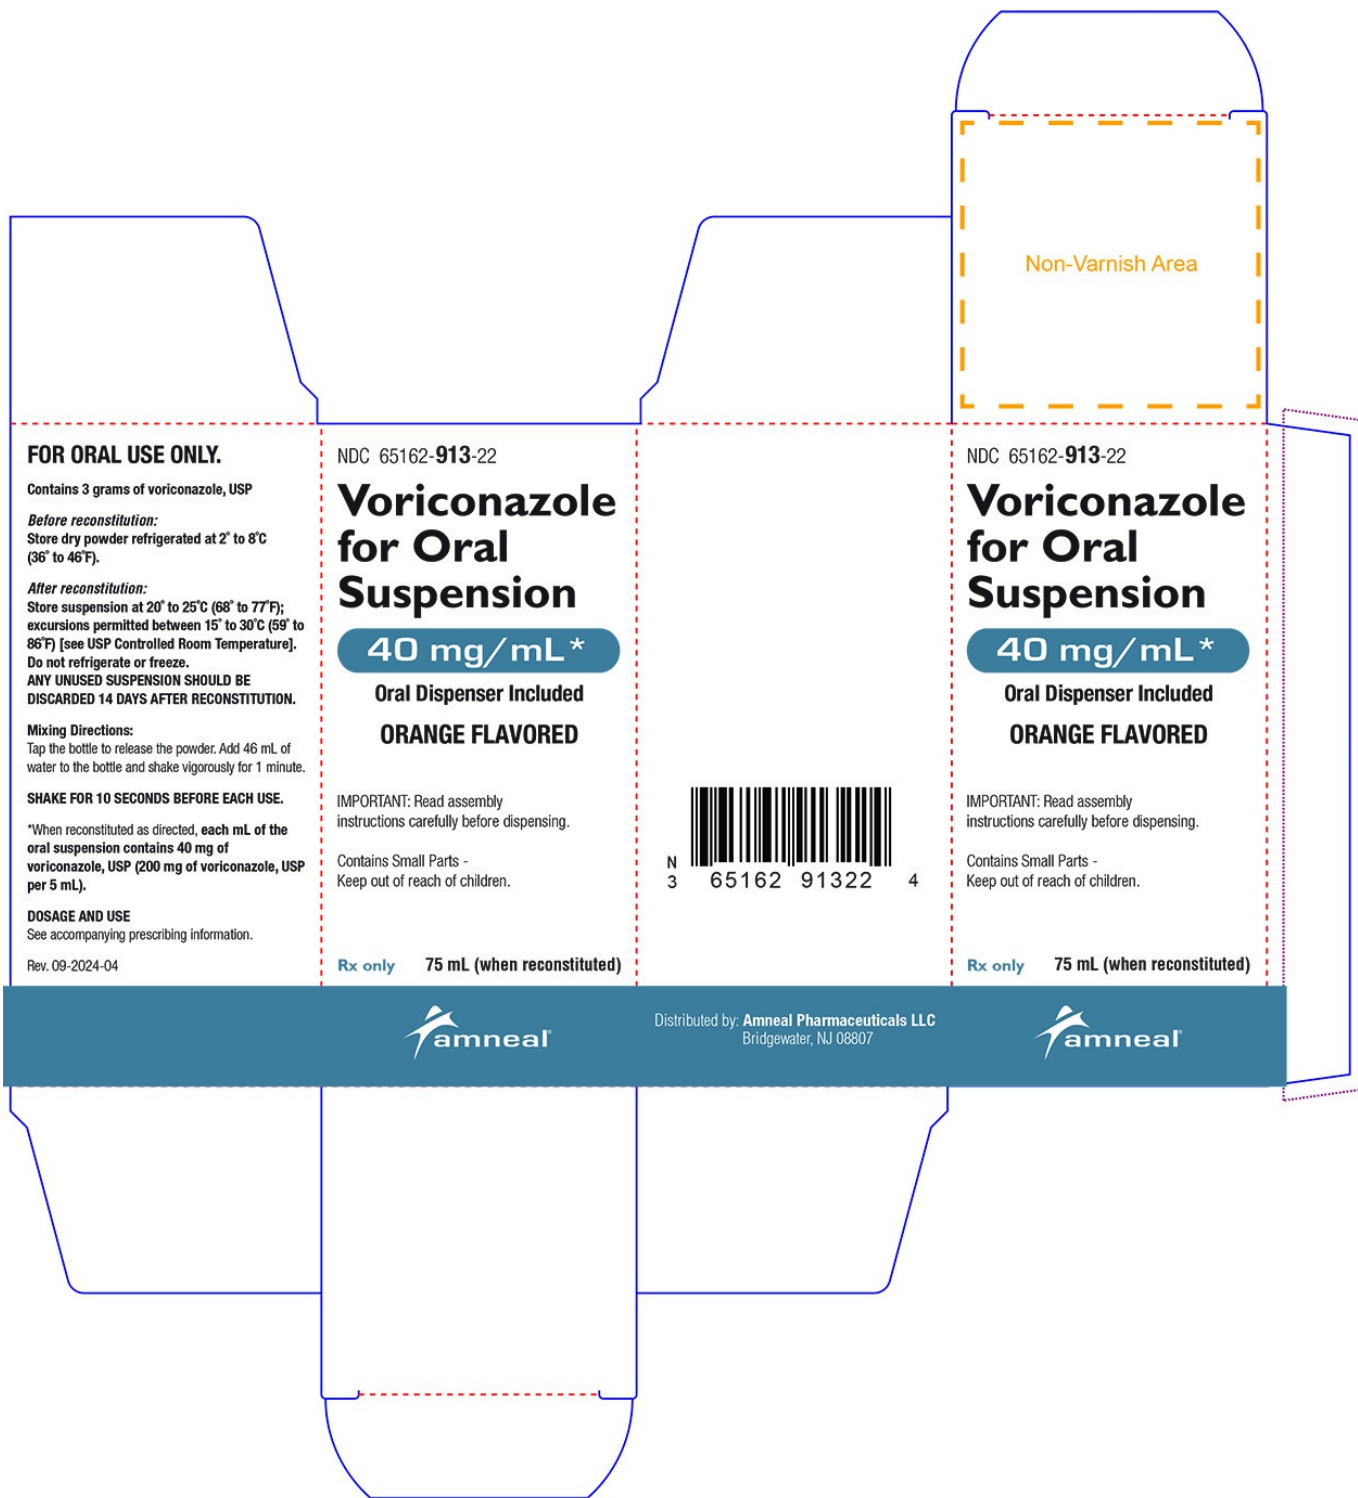 Non-Varnish Area
FOR ORAL USE ONLY.
Contains 3 grams of voriconazole, USP
Before reconstitution:
Store dry powder refrigerated at 2° to 8°C
(36° to 46°F).
After reconstitution:
Store suspension at 20° to 25°C (68° to 77°F);
excursions permitted between 15° to 30°C (59° to
86°F) [see USP Controlled Room Temperature].
Do not refrigerate or freeze.
ANY UNUSED SUSPENSION SHOULD BE
DISCARDED 14 DAYS AFTER RECONSTITUTION.
Mixing Directions:
Tap the bottle to release the powder. Add 46 mL of
water to the bottle and shake vigorously for 1 minute.
SHAKE FOR 10 SECONDS BEFORE EACH USE.
*When reconstituted as directed, each mL of the
oral suspension contains 40 mg of
voriconazole, USP (200 mg of voriconazole, USP
per 5 mL).
DOSAGE AND USE
See accompanying prescribing information.
Rev. 09-2024-04
NDC 65162-913-22
Voriconazole
for Oral
Suspension
40 mg/mL*
Oral Dispenser Included
ORANGE FLAVORED
IMPORTANT: Read assembly
instructions carefully before dispensing.
Contains Small Parts -
Keep out of reach of children.
Rx only 75 mL (when reconstituted)
amneal®
N
3 65162 91322 4
Distributed by: Amneal Pharmaceuticals LLC
Bridgewater, NJ 08807
NDC 65162-913-22
Voriconazole
for Oral
Suspension
40 mg/mL*
Oral Dispenser Included
ORANGE FLAVORED
IMPORTANT: Read assembly
instructions carefully before dispensing.
Contains Small Parts -
Keep out of reach of children.
Rx only 75 mL (when reconstituted)
amneal®